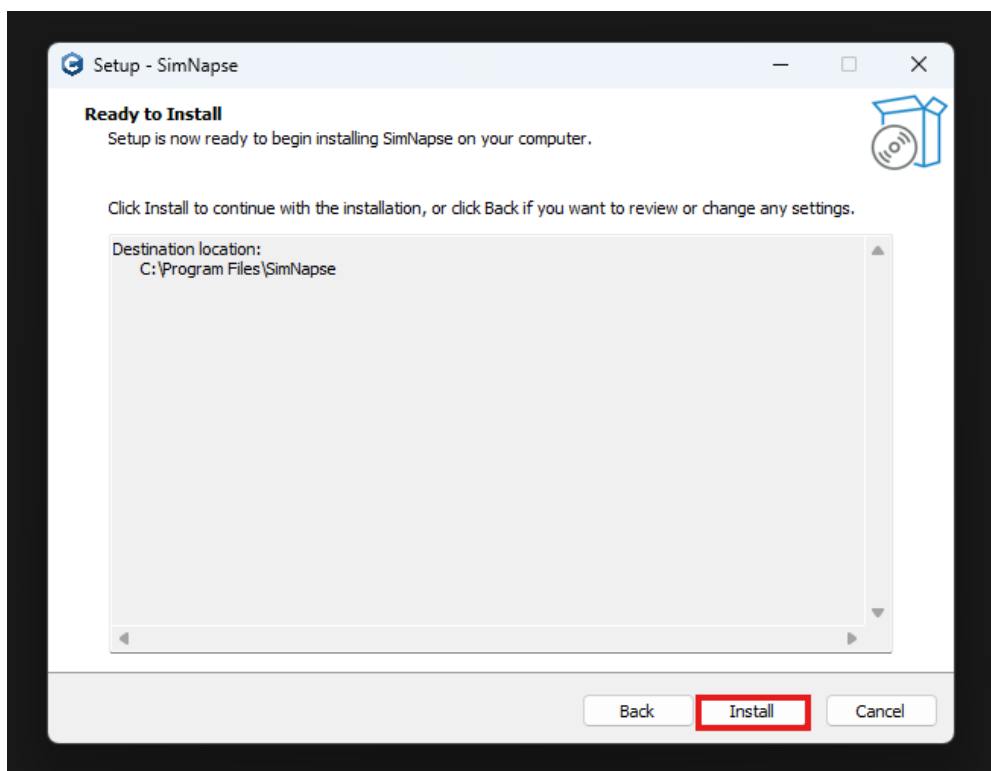 Setup - SimNapse
Ready to Install
Setup is now ready to begin installing SimNapse on your computer.
Click Install to continue with the installation, or click Back if you want to review or change any settings.
Destination location:
C:\Program Files\SimNapse
Back
Install
Cancel